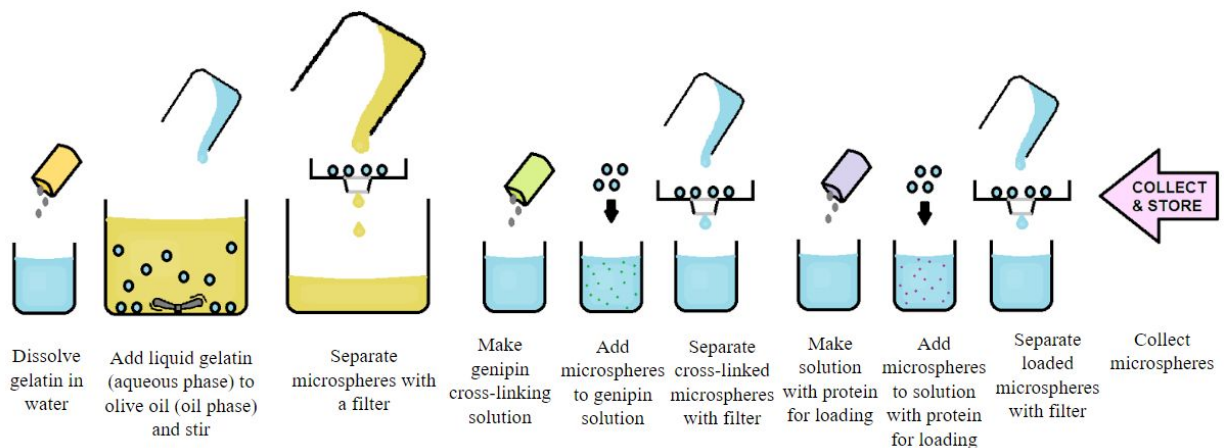 COLLECT
& STORE
Dissolve
gelatin in
water
Add liquid gelatin
(aqueous phase) to
olive oil (oil phase)
and stir
Separate
microspheres with
a filter
Make
genipin
cross-linking
solution
Add
microspheres
to genipin
solution
Separate
cross-linked
microspheres
with filter
Make
solution
with protein
for loading
Add
microspheres
to solution
with protein
for loading
Separate
loaded
microspheres
with filter
Collect
microspheres